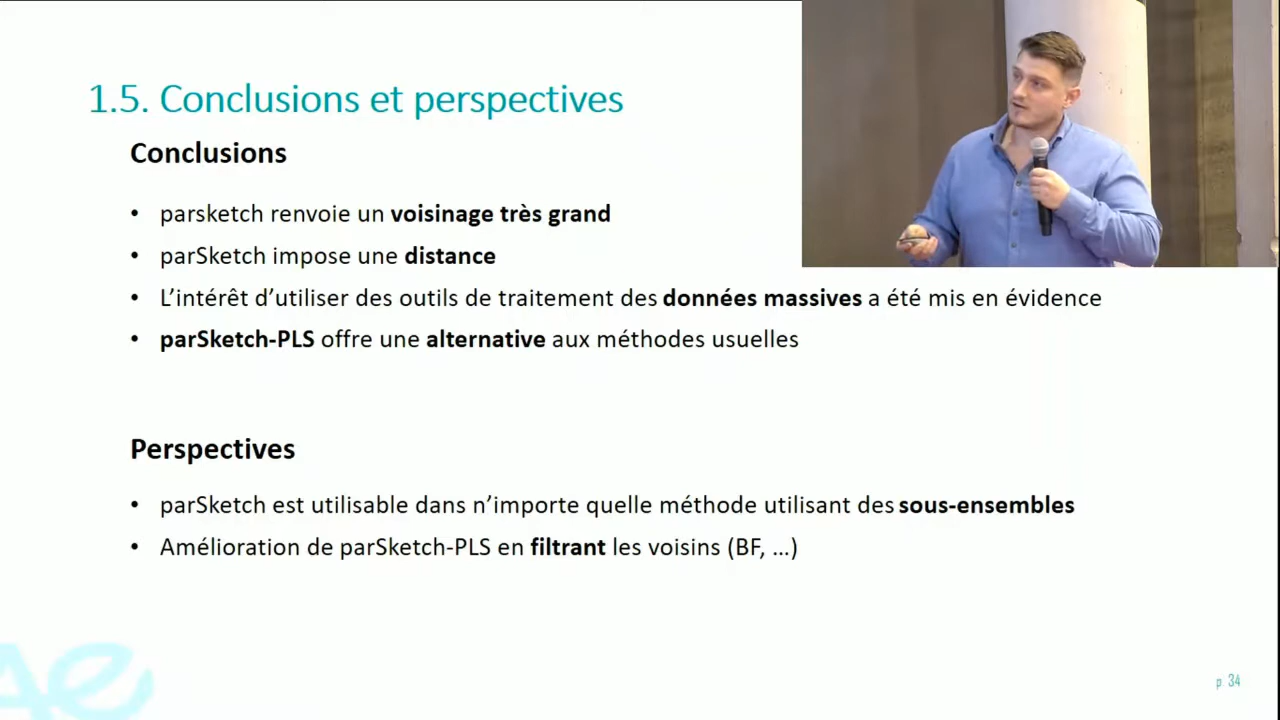 1.5. Conclusions et perspectives
Conclusions
• parsketch renvoie un voisinage très grand
• parSketch impose une distance
• L’intérêt d’utiliser des outils de traitement des données massives a été mis en évidence
• parSketch-PLS offre une alternative aux méthodes usuelles
Perspectives
• parSketch est utilisable dans n’importe quelle méthode utilisant des sous-ensembles
• Amélioration de parSketch-PLS en filtrant les voisins (BF, ...)
p 34